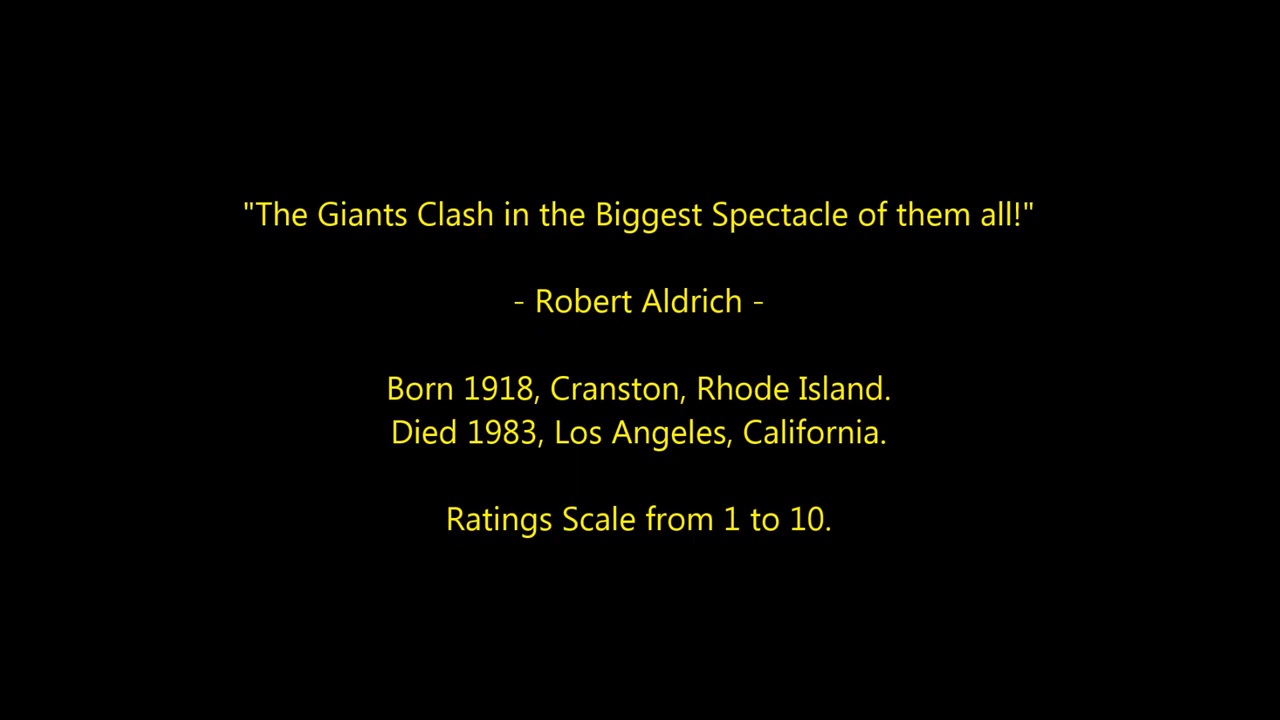 "The Giants Clash in the Biggest Spectacle of them all!"
- Robert Aldrich -
Born 1918, Cranston, Rhode Island.
Died 1983, Los Angeles, California.
Ratings Scale from 1 to 10.